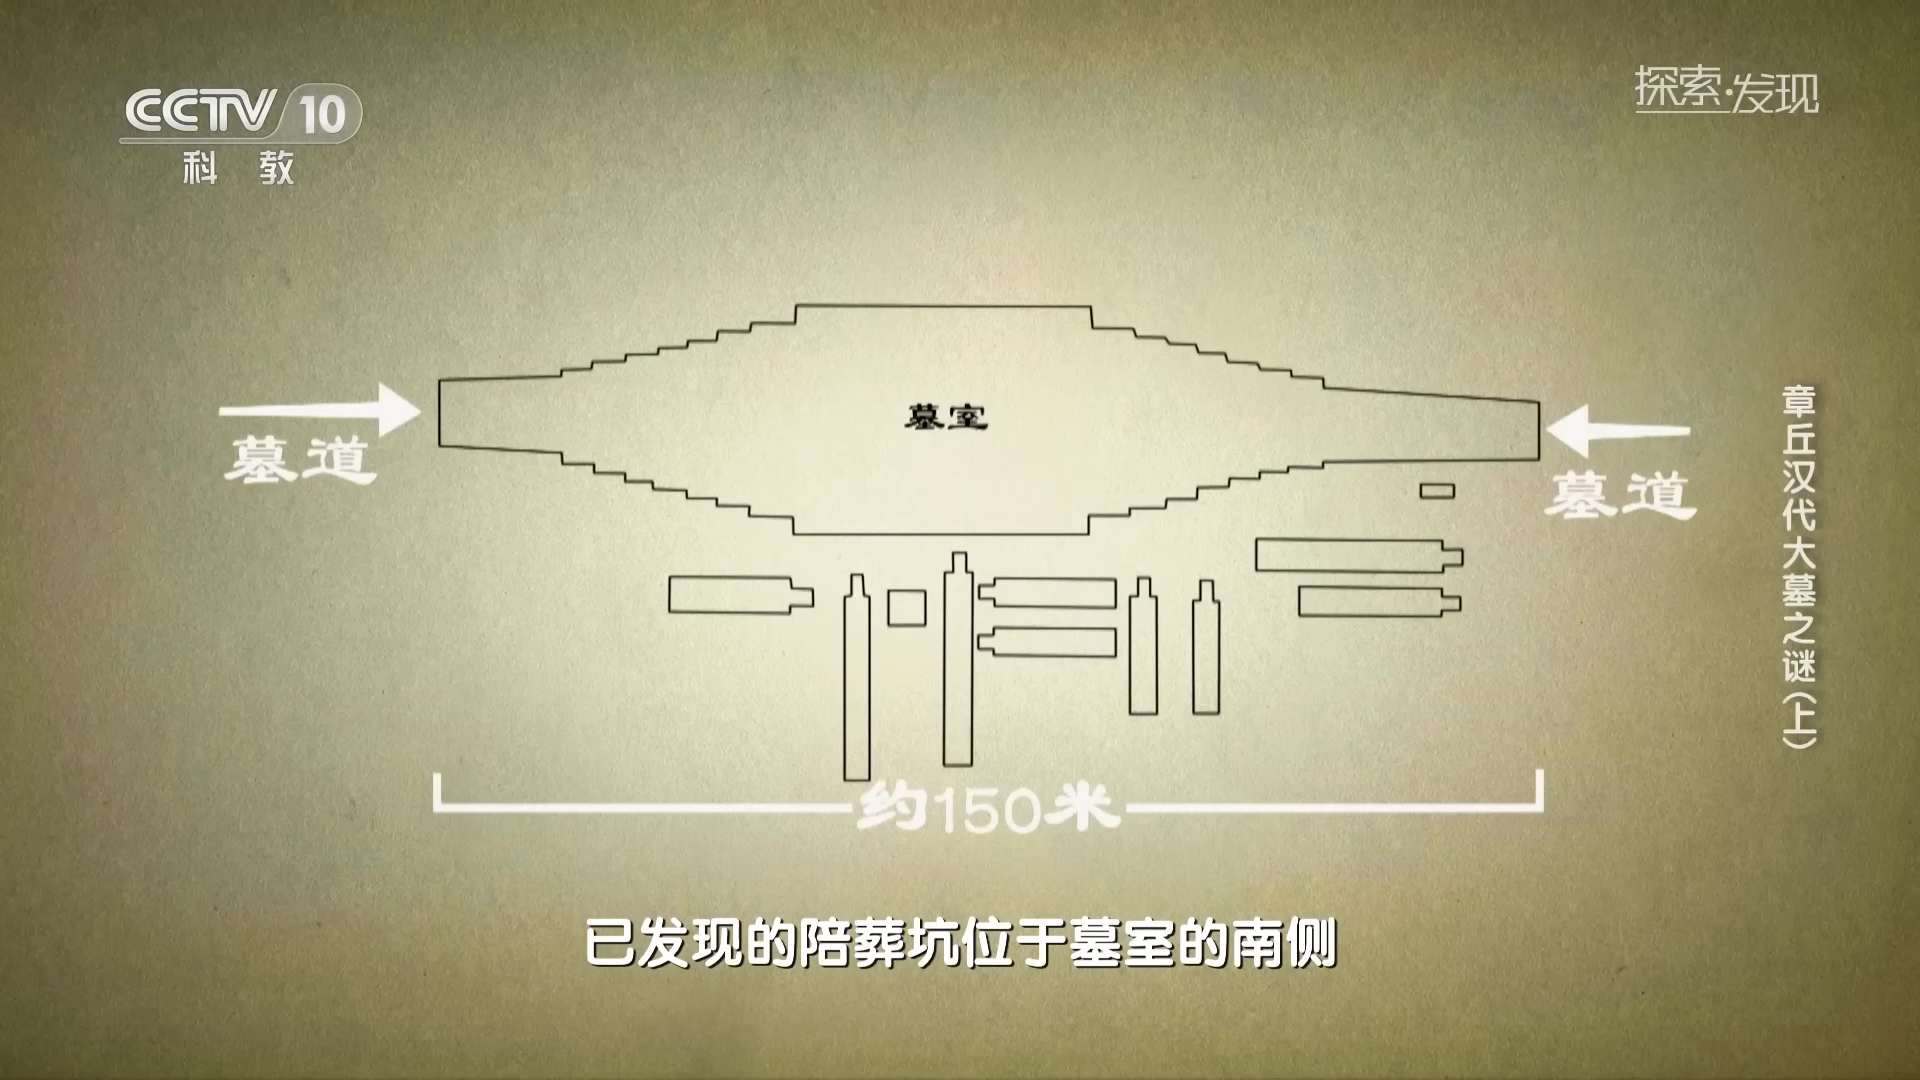 CCTV 10
科 教
探索·发现
墓室
墓道
墓道
章丘汉代大墓之谜(上)
约150米
已发现的陪葬坑位于墓室的南侧